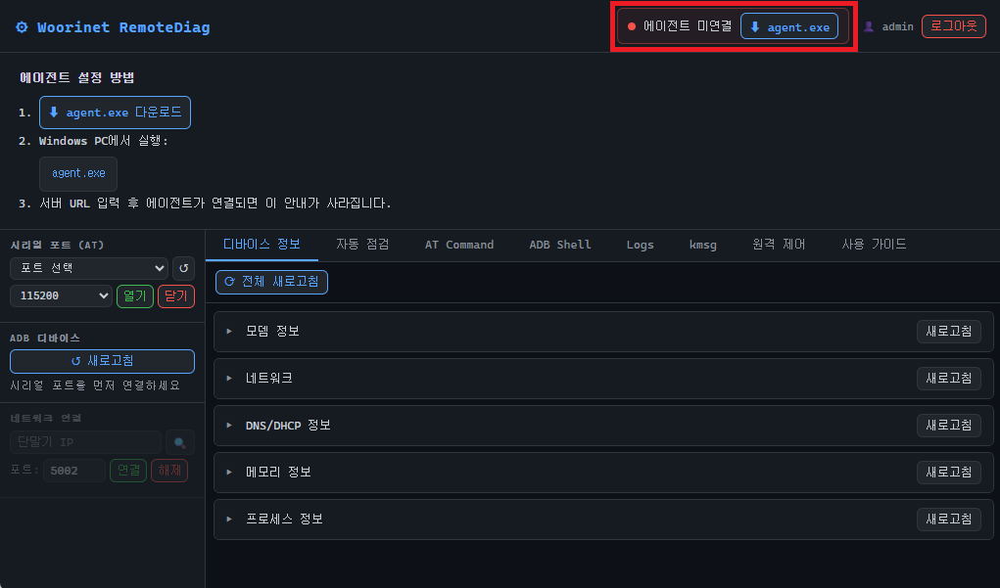 Woorinet RemoteDiag
에이전트 미연결 agent.exe admin 로그아웃
에이전트 설정 방법
1. agent.exe 다운로드
2. Windows PC에서 실행:
agent.exe
3. 서버 URL 입력 후 에이전트가 연결되면 이 안내가 사라집니다.
시리얼 포트 (AT)
포트 선택
115200 열기 닫기
ADB 디바이스
새로고침
시리얼 포트를 먼저 연결하세요
네트워크 연결
단말기 IP
포트: 5002 연결 해제
디바이스 정보 자동 점검 AT Command ADB Shell Logs kmsg 원격 제어 사용 가이드
전체 새로고침
모뎀 정보 새로고침
네트워크 새로고침
DNS/DHCP 정보 새로고침
메모리 정보 새로고침
프로세스 정보 새로고침